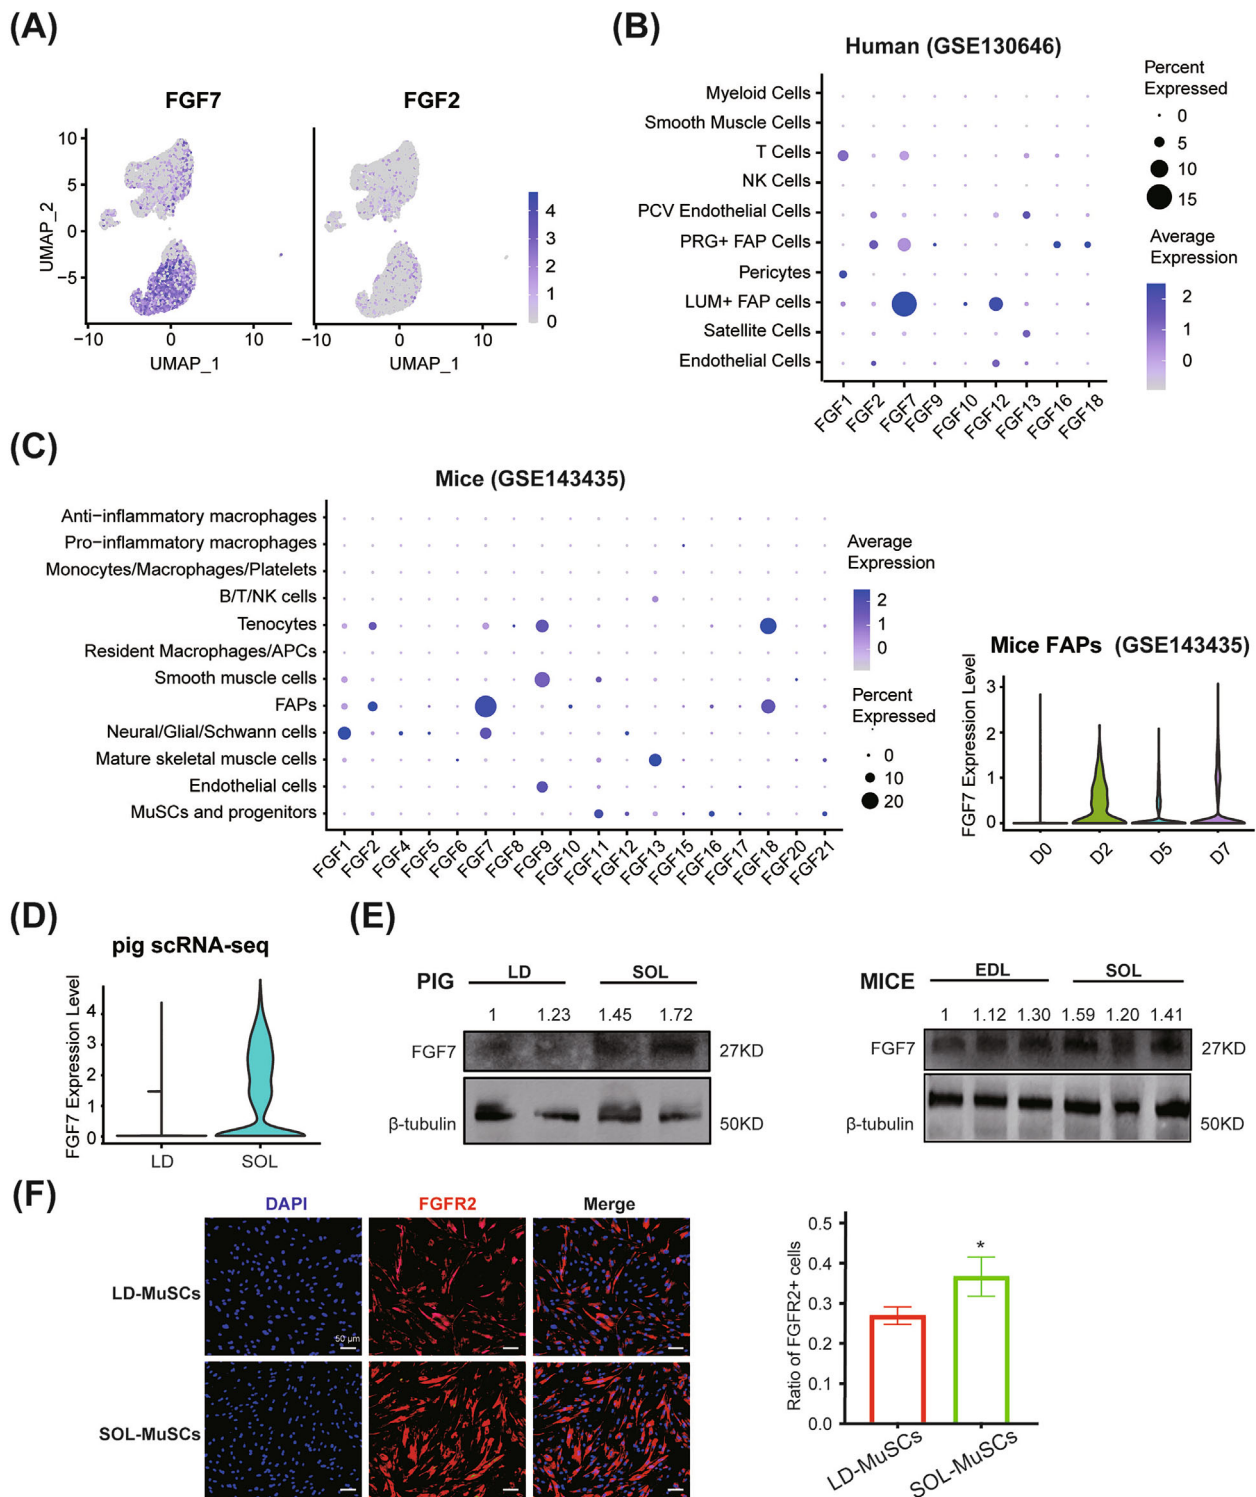 (A)
FGF7
FGF2
10
5
0
−5
UMAP_2
−10
0
10
UMAP_1
−10
0
10
UMAP_1
4
3
2
1
0
(B)
Human (GSE130646)
Myeloid Cells
Smooth Muscle Cells
T Cells
NK Cells
PCV Endothelial Cells
PRG+ FAP Cells
Pericytes
LUM+ FAP cells
Satellite Cells
Endothelial Cells
FGF1
FGF2
FGF7
FGF9
FGF10
FGF12
FGF13
FGF16
FGF18
Percent
Expressed
0
5
10
15
Average
Expression
2
1
0
(C)
Mice (GSE143435)
Anti−inflammatory macrophages
Pro−inflammatory macrophages
Monocytes/Macrophages/Platelets
B/T/NK cells
Tenocytes
Resident Macrophages/APCs
Smooth muscle cells
FAPs
Neural/Glial/Schwann cells
Mature skeletal muscle cells
Endothelial cells
MuSCs and progenitors
FGF1
FGF2
FGF4
FGF5
FGF6
FGF7
FGF8
FGF9
FGF10
FGF11
FGF12
FGF13
FGF15
FGF16
FGF17
FGF18
FGF20
FGF21
Average
Expression
2
1
0
Percent
Expressed
0
10
20
Mice FAPs (GSE143435)
FGF7 Expression Level
3
2
1
0
D0
D2
D5
D7
(D)
pig scRNA-seq
FGF7 Expression Level
4
3
2
1
0
LD
SOL
(E)
PIG
LD
SOL
1 1.23 1.45 1.72
FGF7
27KD
β-tubulin
50KD
MICE
EDL
SOL
1 1.12 1.30 1.59 1.20 1.41
FGF7
27KD
β-tubulin
50KD
(F)
DAPI
FGFR2
Merge
LD-MuSCs
50 µm
SOL-MuSCs
Ratio of FGFR2+ cells
0.5
0.4
0.3
0.2
0.1
0.0
*
LD-MuSCs
SOL-MuSCs